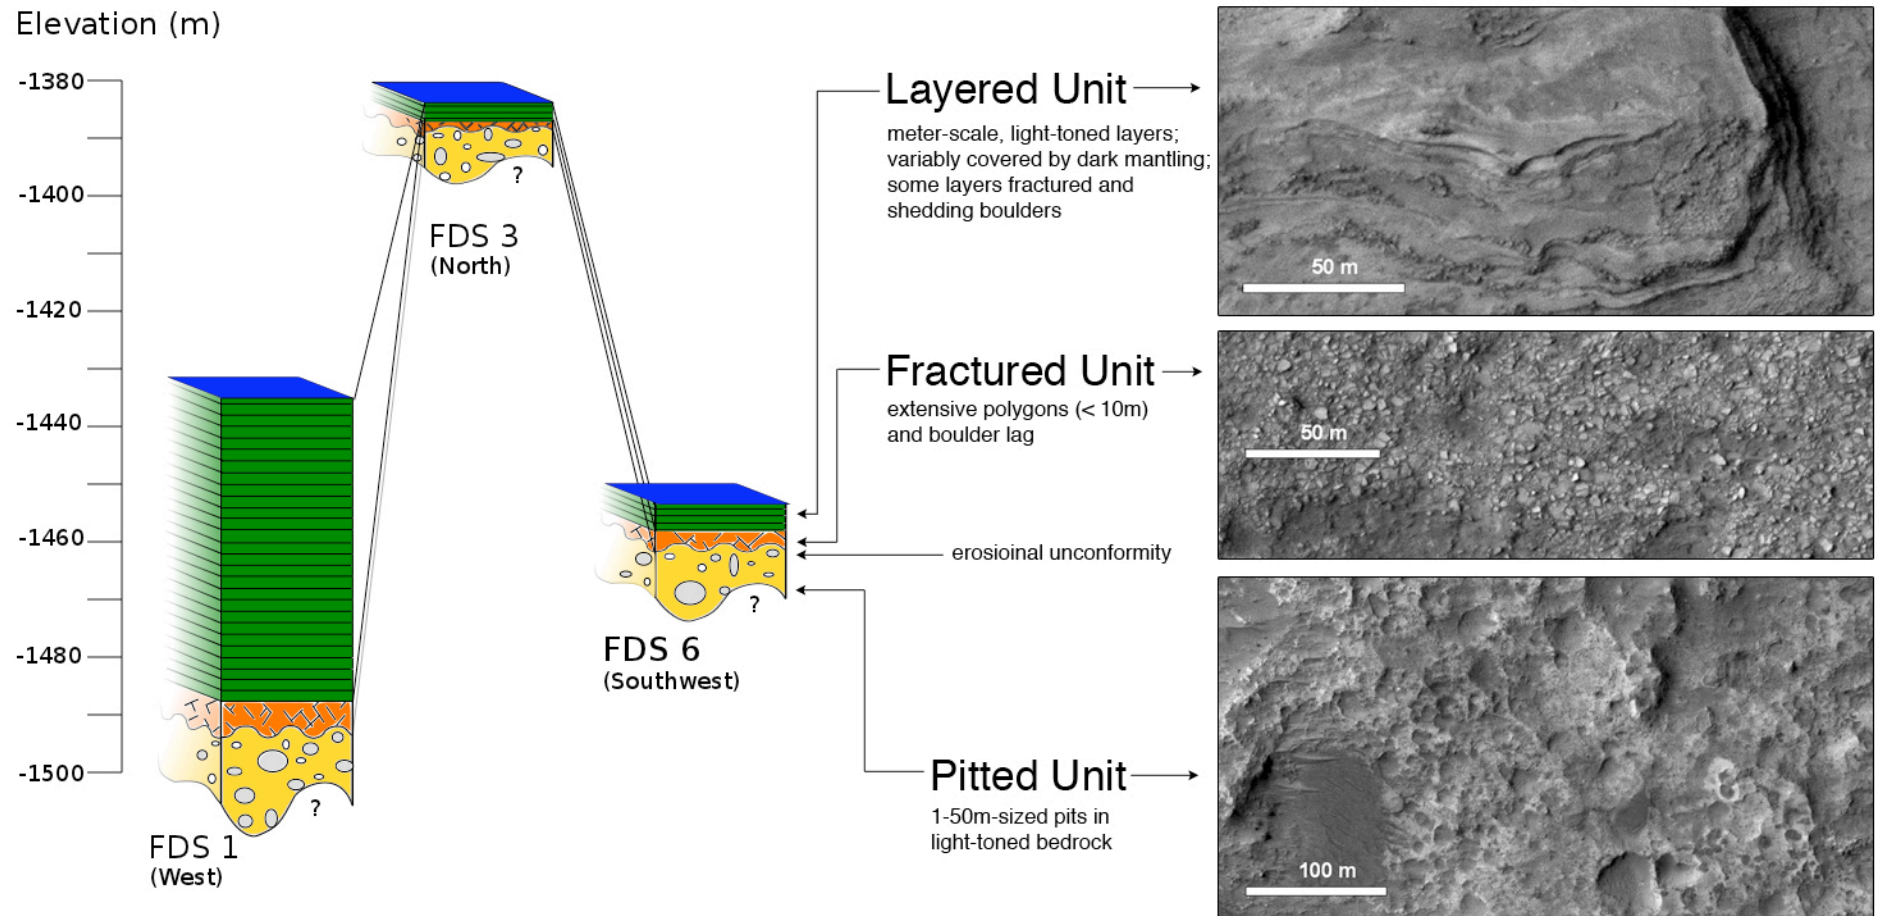 Elevation (m)
-1380
-1400
-1420
-1440
-1460
-1480
-1500
?
FDS 3
(North)
?
FDS 6
(Southwest)
?
FDS 1
(West)
Layered Unit
meter-scale, light-toned layers;
variably covered by dark mantling;
some layers fractured and
shedding boulders
Fractured Unit
extensive polygons (< 10m)
and boulder lag
erosioinal unconformity
Pitted Unit
1-50m-sized pits in
light-toned bedrock
50 m
50 m
100 m